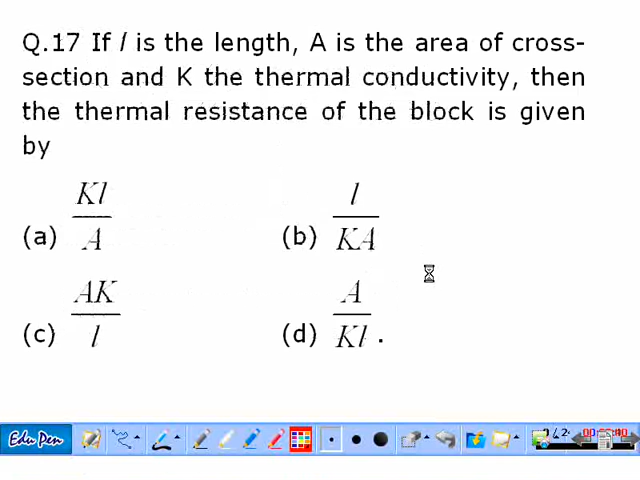 Q.17 If l is the length, A is the area of cross-
section and K the thermal conductivity, then
the thermal resistance of the block is given
by
(a) Kl/A (b) l/KA
(c) AK/l (d) A/Kl.
Edu Pen